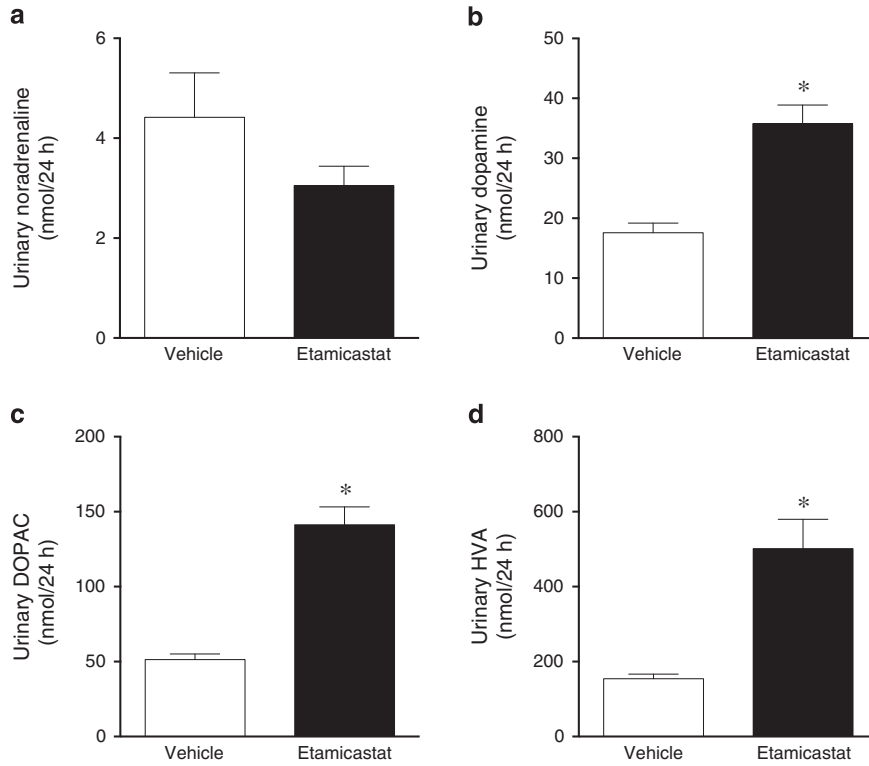 a
Urinary noradrenaline
(nmol/24 h)
6
4
2
0
Vehicle
Etamicastat
b
Urinary dopamine
(nmol/24 h)
50
40
30
20
10
0
*
Vehicle
Etamicastat
c
Urinary DOPAC
(nmol/24 h)
200
150
100
50
0
*
Vehicle
Etamicastat
d
Urinary HVA
(nmol/24 h)
800
600
400
200
0
*
Vehicle
Etamicastat